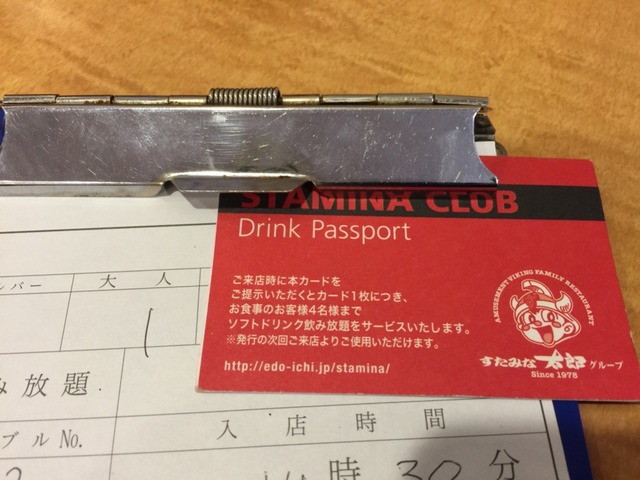 STAMINA CLUB
Drink Passport
ご来店時に本カードを
ご提示いただくとカード1枚につき、
お食事のお客様4名様まで
ソフトドリンク飲み放題をサービスいたします。
※発行の次回ご来店よりご使用いただけます。
http://edo-ichi.jp/stamina/
AMUSEMENT VIKING FAMILY RESTAURANT
すたみな太郎グループ
Since 1978
ルバー
大人
1
み放題
ブルNo.
入店時間
時30分